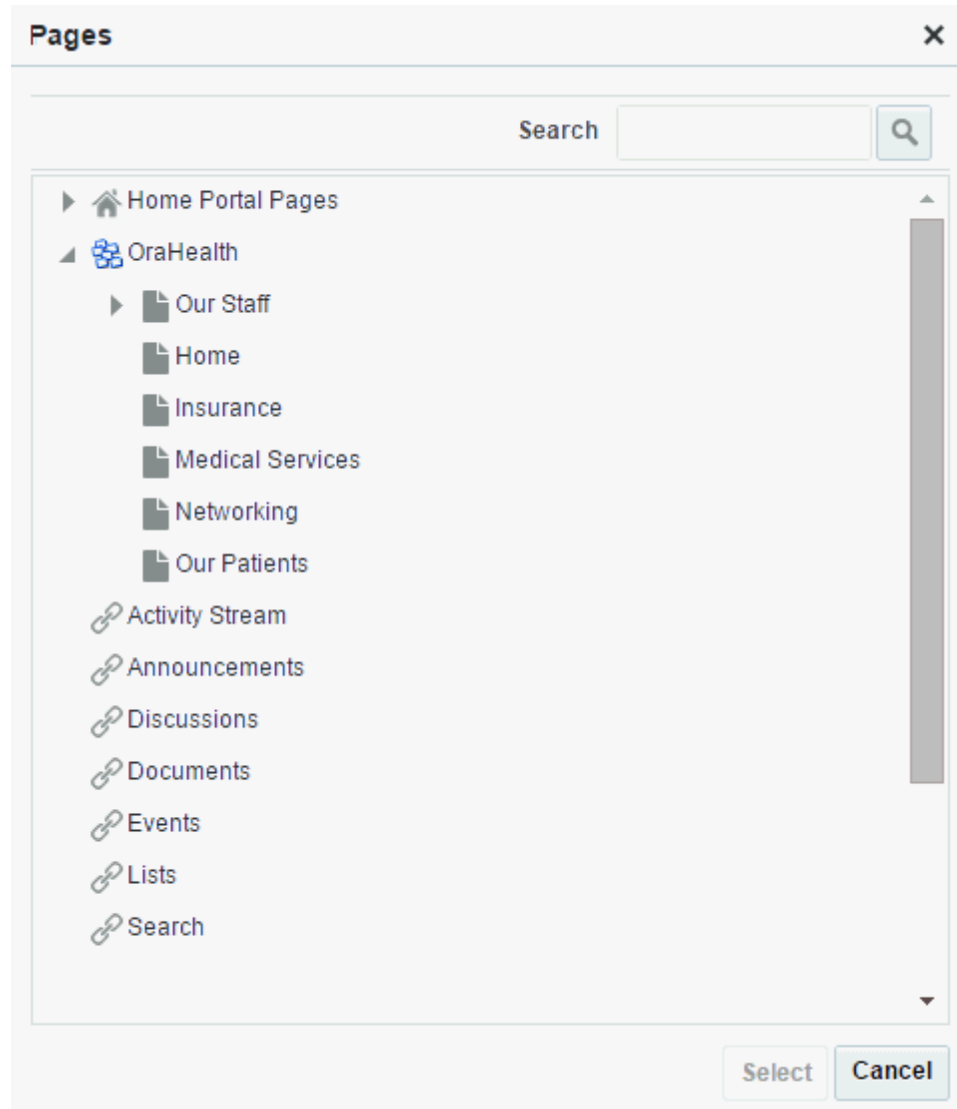 Pages
Search
Home Portal Pages
OraHealth
Our Staff
Home
Insurance
Medical Services
Networking
Our Patients
Activity Stream
Announcements
Discussions
Documents
Events
Lists
Search
Select Cancel